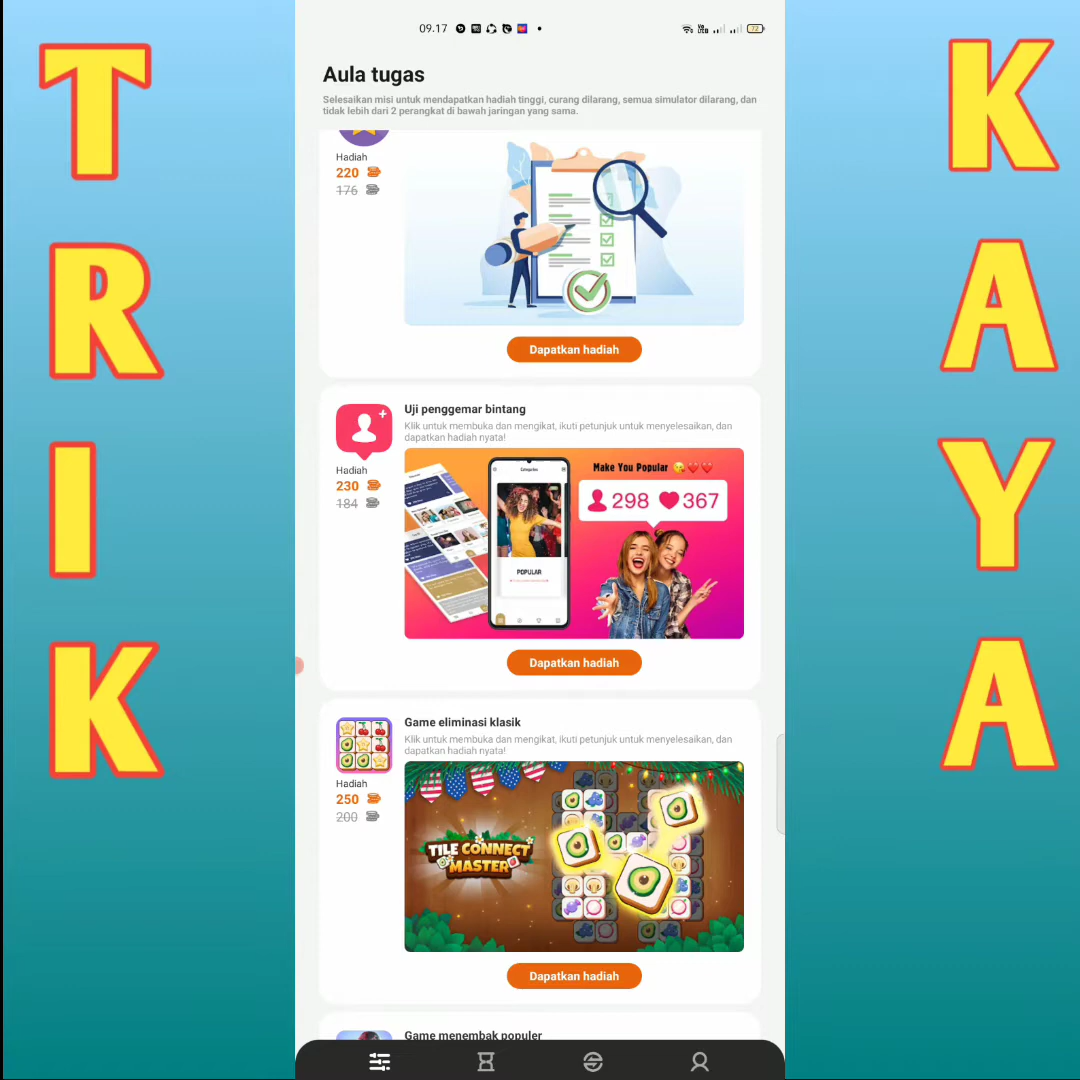 TRIK
KAYA
09.17
72
Aula tugas
Selesaikan misi untuk mendapatkan hadiah tinggi, curang dilarang, semua simulator dilarang, dan
tidak lebih dari 2 perangkat di bawah jaringan yang sama.
Hadiah
220
176
Dapatkan hadiah
Uji penggemar bintang
Klik untuk membuka dan mengikat, ikuti petunjuk untuk menyelesaikan, dan
dapatkan hadiah nyata!
Hadiah
230
184
Categories
POPULAR
Make You Popular
298 367
Dapatkan hadiah
Game eliminasi klasik
Klik untuk membuka dan mengikat, ikuti petunjuk untuk menyelesaikan, dan
dapatkan hadiah nyata!
Hadiah
250
200
TILE CONNECT
MASTER
Dapatkan hadiah
Game menembak populer